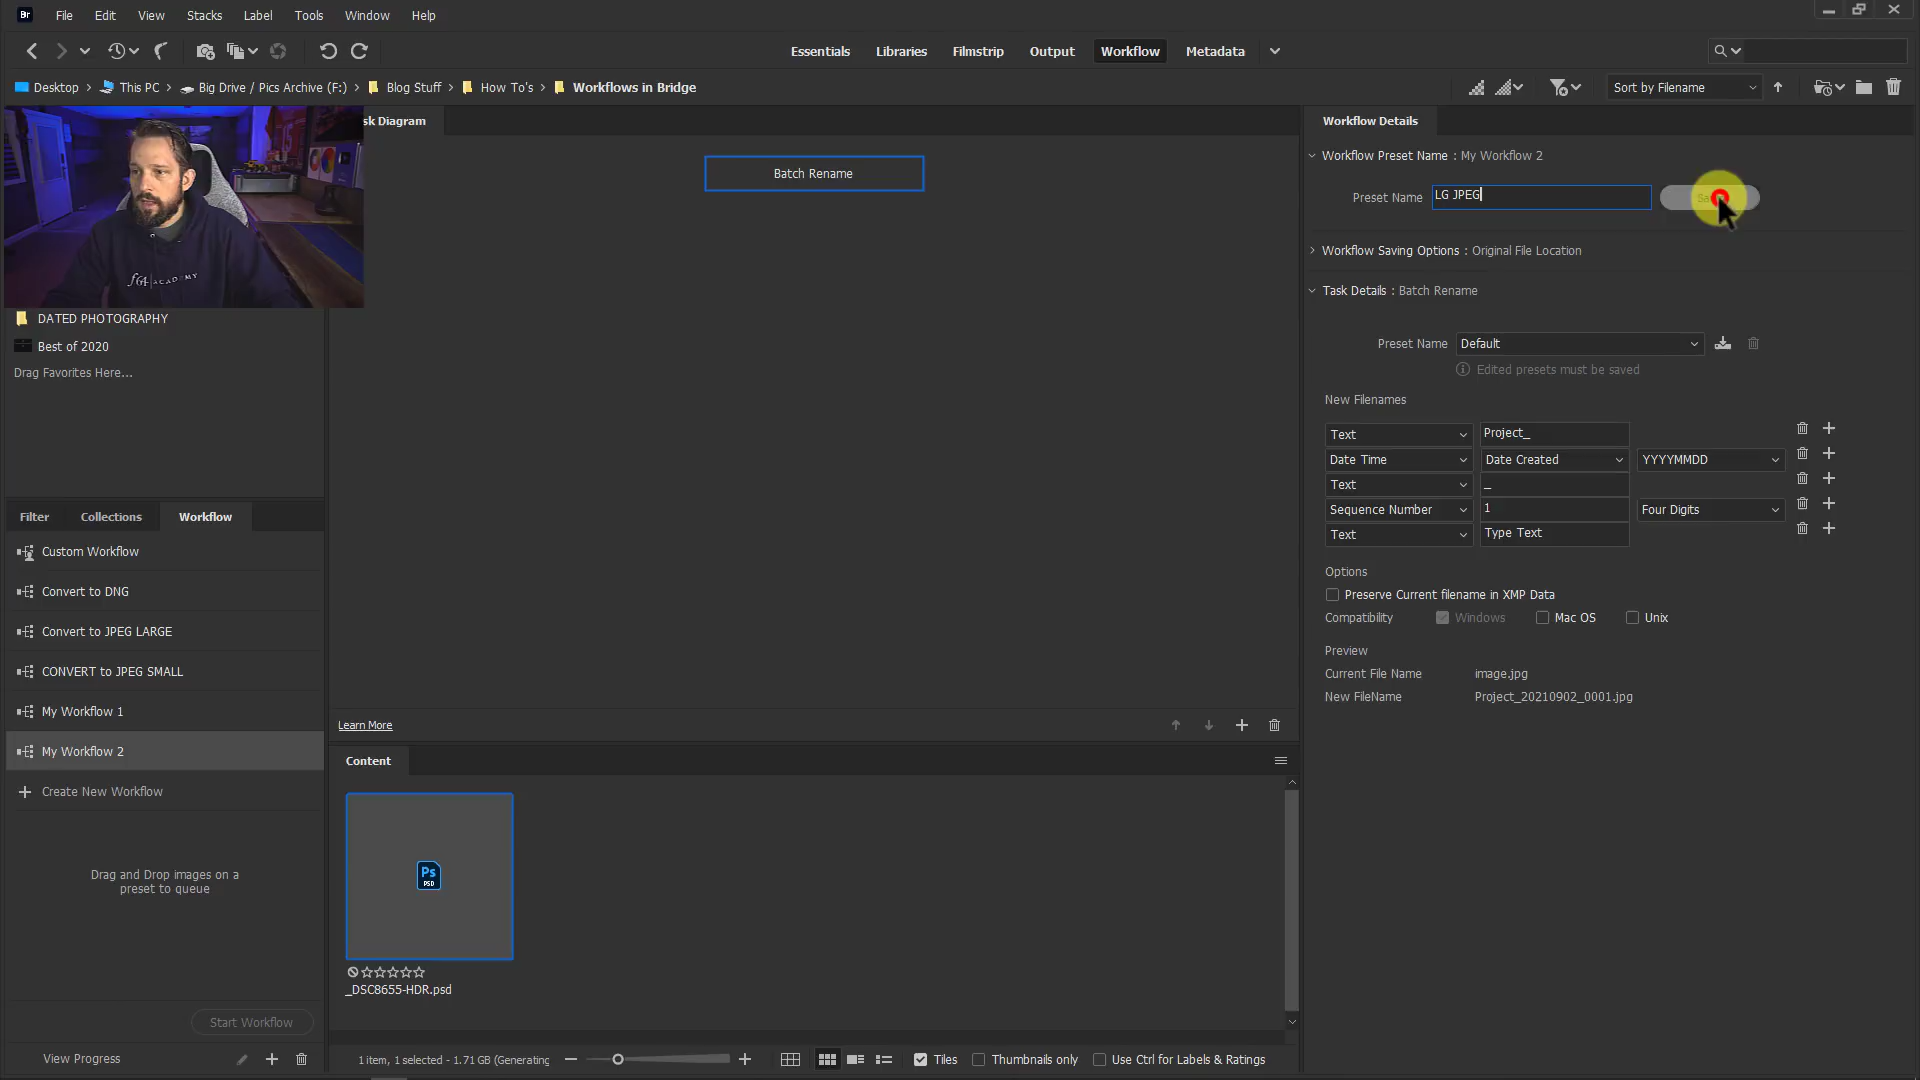 Br File Edit View Stacks Label Tools Window Help
Essentials Libraries Filmstrip Output Workflow Metadata
Desktop This PC Big Drive / Pics Archive (F:) Blog Stuff How To's Workflows in Bridge
Sort by Filename
sk Diagram
Workflow Details
Batch Rename
Workflow Preset Name : My Workflow 2
Preset Name LG JPEG
Workflow Saving Options : Original File Location
Task Details : Batch Rename
Preset Name Default
Edited presets must be saved
New Filenames
Text Project_
Date Time Date Created YYYYMMDD
Text _
Sequence Number 1 Four Digits
Text Type Text
Options
Preserve Current filename in XMP Data
Compatibility Windows Mac OS Unix
Preview
Current File Name image.jpg
New FileName Project_20210902_0001.jpg
DATED PHOTOGRAPHY
Best of 2020
Drag Favorites Here...
Filter Collections Workflow
Custom Workflow
Convert to DNG
Convert to JPEG LARGE
CONVERT to JPEG SMALL
My Workflow 1
My Workflow 2
Create New Workflow
Drag and Drop images on a
preset to queue
Start Workflow
View Progress
Learn More
Content
Ps
PSD
_DSC8655-HDR.psd
1 item, 1 selected - 1.71 GB (Generating
Tiles Thumbnails only Use Ctrl for Labels & Ratings